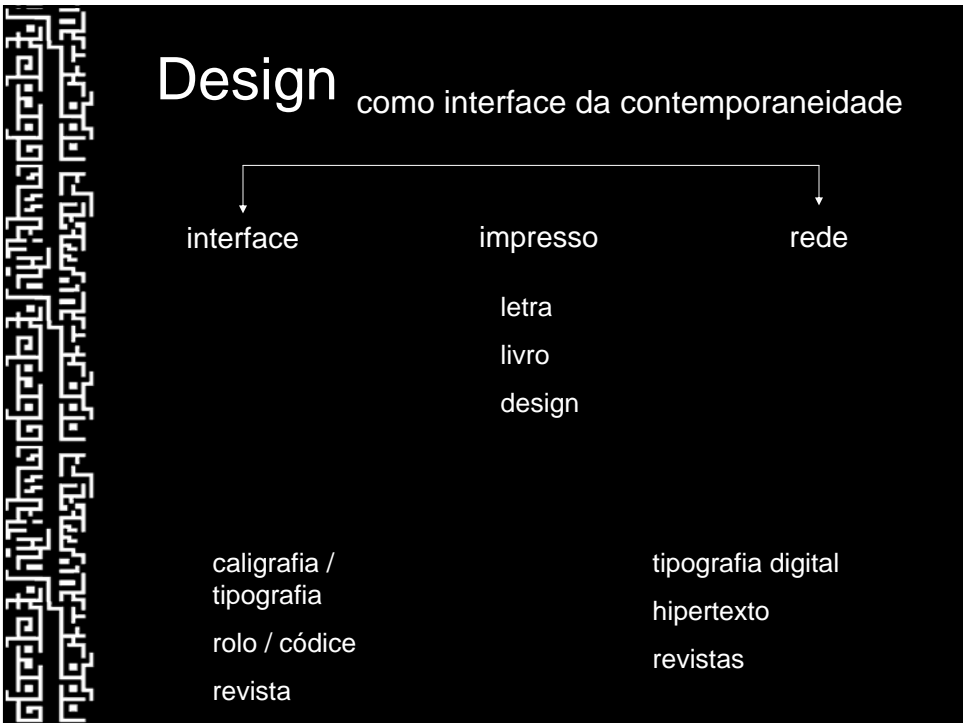 Design como interface da contemporaneidade
interface
impresso
rede
letra
livro
design
caligrafia /
tipografia
rolo / códice
revista
tipografia digital
hipertexto
revistas